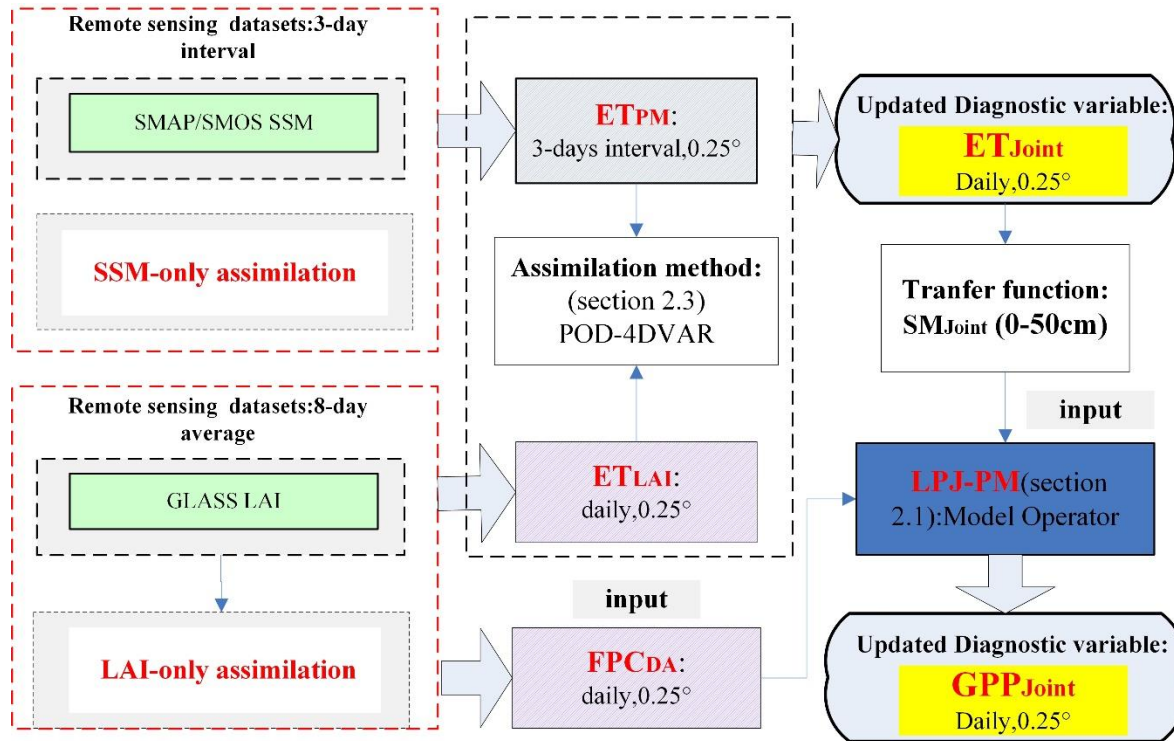 Remote sensing datasets:3-day
interval
SMAP/SMOS SSM
SSM-only assimilation
Remote sensing datasets:8-day
average
GLASS LAI
LAI-only assimilation
ETPM:
3-days interval,0.25°
Assimilation method:
(section 2.3)
POD-4DVAR
ETLAI:
daily,0.25°
input
FPCDA:
daily,0.25°
Updated Diagnostic variable:
ETJoint
Daily,0.25°
Tranfer function:
SMJoint (0-50cm)
input
LPJ-PM(section
2.1):Model Operator
Updated Diagnostic variable:
GPPJoint
Daily,0.25°